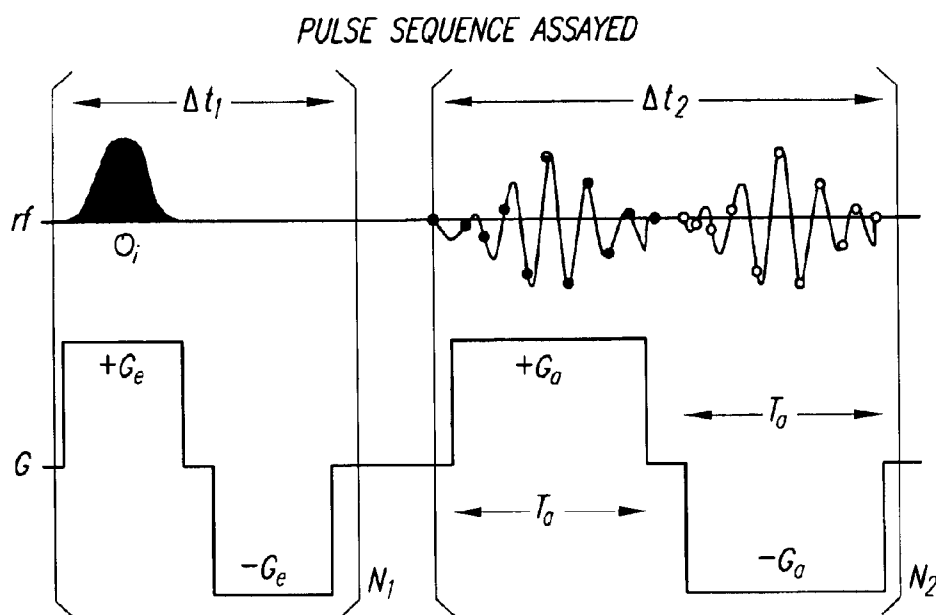 PULSE SEQUENCE ASSAYED
Δt₁ Δt₂
rf
Oᵢ
+Gₑ +Gₐ
Tₐ
G
Tₐ
−Gₑ N₁ −Gₐ N₂